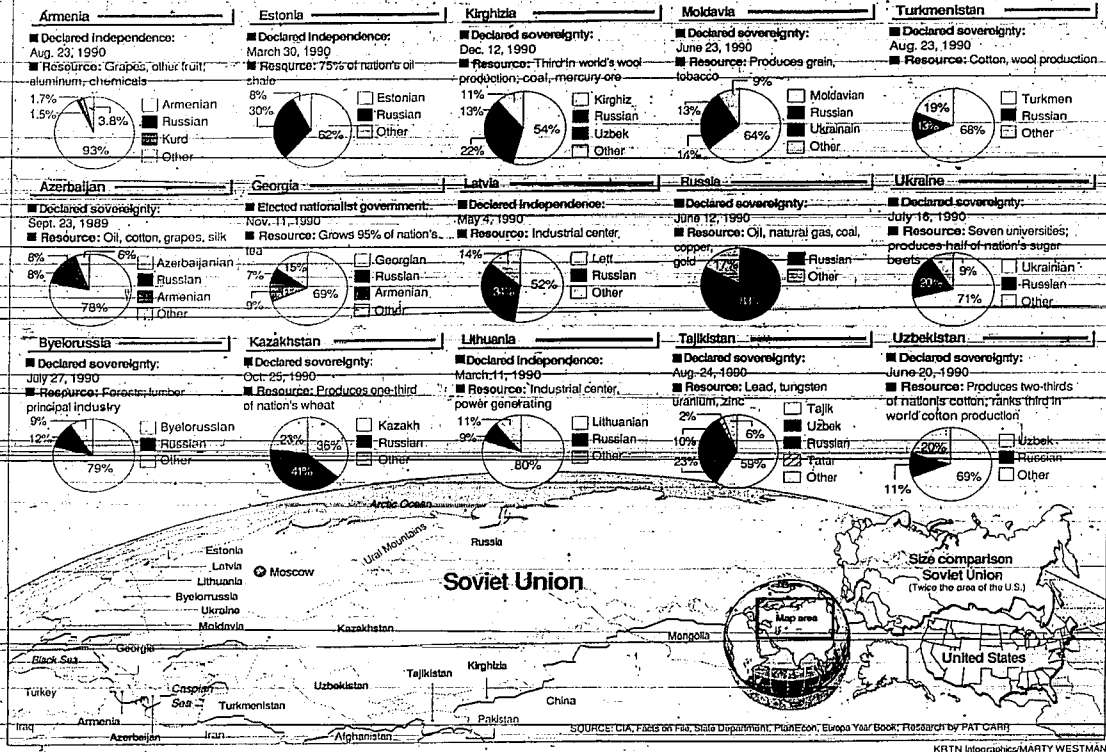 Armenia
■ Declared independence:
Aug. 23, 1990
■ Resource: Grapes, other fruit,
aluminum, chemicals
1.7%
1.5%
3.8%
93%
Armenian
Russian
Kurd
Other
Estonia
■ Declared independence:
March 30, 1990
■ Resource: 75% of nation's oil
shale
8%
30%
62%
Estonian
Russian
Other
Kirghizia
■ Declared sovereignty:
Dec. 12, 1990
■ Resource: Third in world's wool
production; coal, mercury ore
11%
13%
22%
54%
Kirghiz
Russian
Uzbek
Other
Moldavia
■ Declared sovereignty:
June 23, 1990
■ Resource: Produces grain,
tobacco
9%
13%
64%
Moldavian
Russian
Ukrainain
Other
Turkmenistan
■ Declared sovereignty:
Aug. 23, 1990
■ Resource: Cotton, wool production
19%
13%
68%
Turkmen
Russian
Other
Azerbaijan
■ Declared sovereignty:
Sept. 23, 1989
■ Resource: Oil, cotton, grapes, silk
8%
8%
6%
78%
Azerbaijanian
Russian
Armenian
Other
Georgia
■ Elected nationalist government:
Nov. 11, 1990
■ Resource: Grows 95% of nation's
tea
15%
7%
9%
69%
Georgian
Russian
Armenian
Other
Latvia
■ Declared independence:
May 4, 1990
■ Resource: Industrial center
14%
52%
Lett
Russian
Other
Russia
■ Declared sovereignty:
June 12, 1990
■ Resource: Oil, natural gas, coal,
copper,
gold
17%
83%
Russian
Other
Ukraine
■ Declared sovereignty:
July 16, 1990
■ Resource: Seven universities;
produces half of nation's sugar
beets
9%
20%
71%
Ukrainian
Russian
Other
Byelorussia
■ Declared sovereignty:
July 27, 1990
■ Resource: Forests; lumber
principal industry
9%
12%
79%
Byelorussian
Russian
Other
Kazakhstan
■ Declared sovereignty:
Oct. 25, 1990
■ Resource: Produces one-third
of nation's wheat
23%
36%
41%
Kazakh
Russian
Other
Lithuania
■ Declared independence:
March 11, 1990
■ Resource: Industrial center,
power generating
11%
9%
80%
Lithuanian
Russian
Other
Tajikistan
■ Declared sovereignty:
Aug. 24, 1990
■ Resource: Lead, tungsten
uranium, zinc
2%
10%
23%
6%
59%
Tajik
Uzbek
Russian
Tatar
Other
Uzbekistan
■ Declared sovereignty:
June 20, 1990
■ Resource: Produces two-thirds
of nation's cotton; ranks third in
world cotton production
20%
11%
69%
Uzbek
Russian
Other
Arctic Ocean
Ural Mountains
Russia
Estonia
Latvia
Lithuania
Moscow
Byelorrussia
Ukraine
Moldavia
Soviet Union
Kazakhstan
Georgia
Black Sea
Mongolia
Turkey
Caspian
Sea
Kirghizia
Tajikistan
Uzbekistan
Turkmenistan
China
Armenia
Pakistan
Iraq
Azerbaijan
Iran
Afghanistan
Map area
Size comparison
Soviet Union
(Twice the area of the U.S.)
United States
SOURCE: CIA, Facts on File, State Department, PlanEcon, Europa Year Book; Research by PAT CARR
KRTN Infographics/MARTY WESTMAN